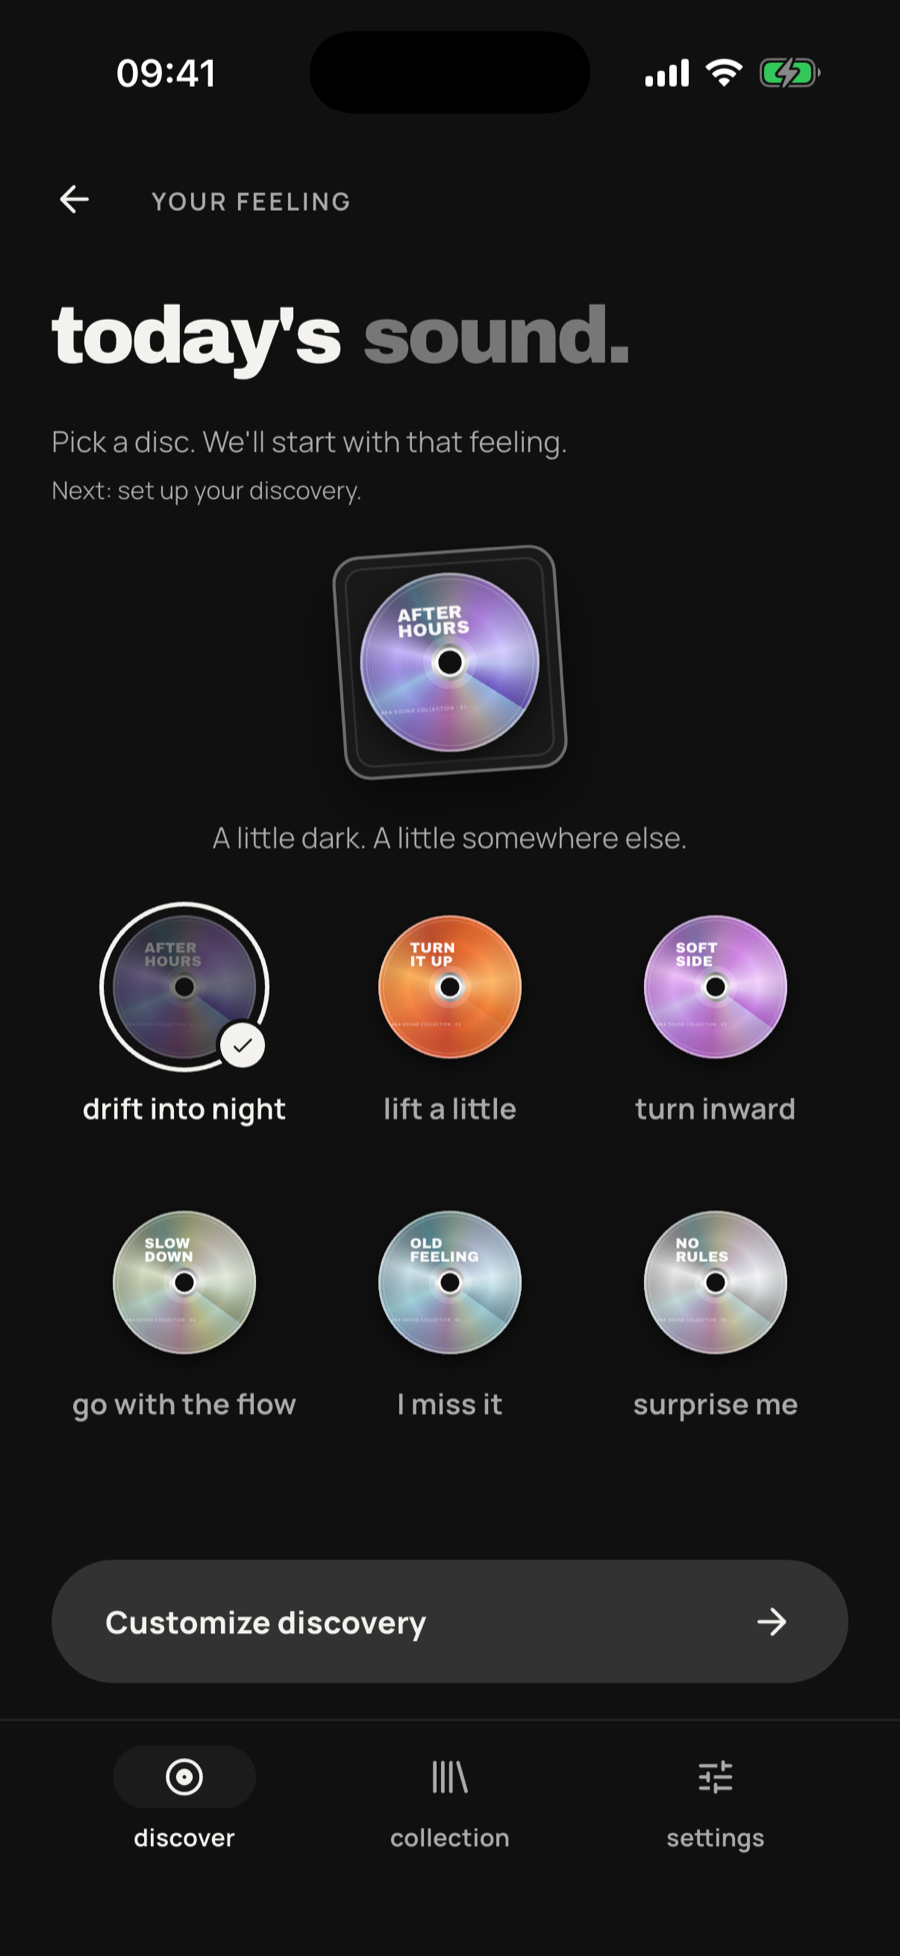 09:41
YOUR FEELING
today's sound.
Pick a disc. We'll start with that feeling.
Next: set up your discovery.
AFTER
HOURS
SOUND COLLECTION
A little dark. A little somewhere else.
AFTER
HOURS
TURN
IT UP
SOFT
SIDE
drift into night
lift a little
turn inward
SLOW
DOWN
OLD
FEELING
NO
RULES
go with the flow
I miss it
surprise me
Customize discovery
discover
collection
settings